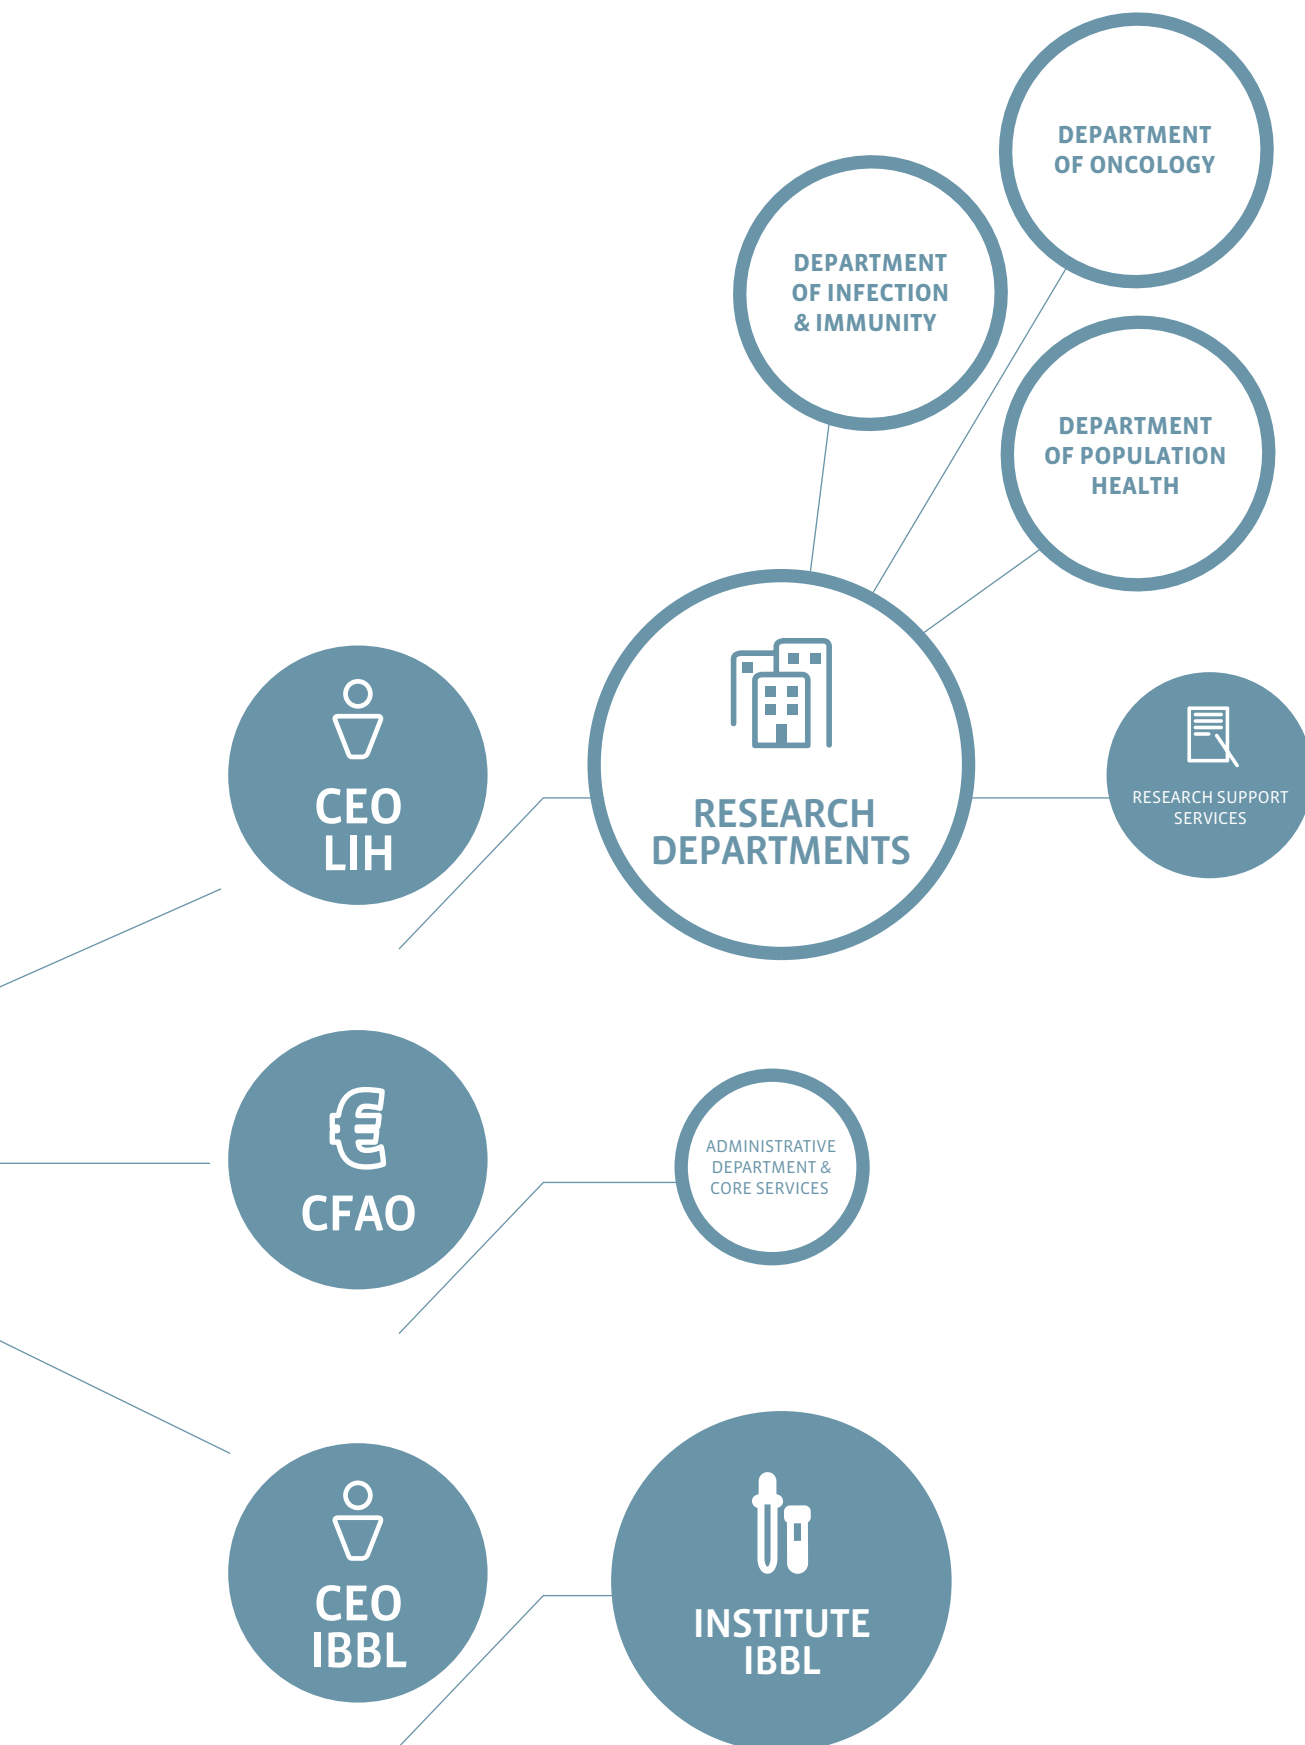 DEPARTMENT
OF ONCOLOGY
DEPARTMENT
OF INFECTION
& IMMUNITY
DEPARTMENT
OF POPULATION
HEALTH
CEO
LIH
RESEARCH
DEPARTMENTS
RESEARCH SUPPORT
SERVICES
CFAO
ADMINISTRATIVE
DEPARTMENT &
CORE SERVICES
CEO
IBBL
INSTITUTE
IBBL